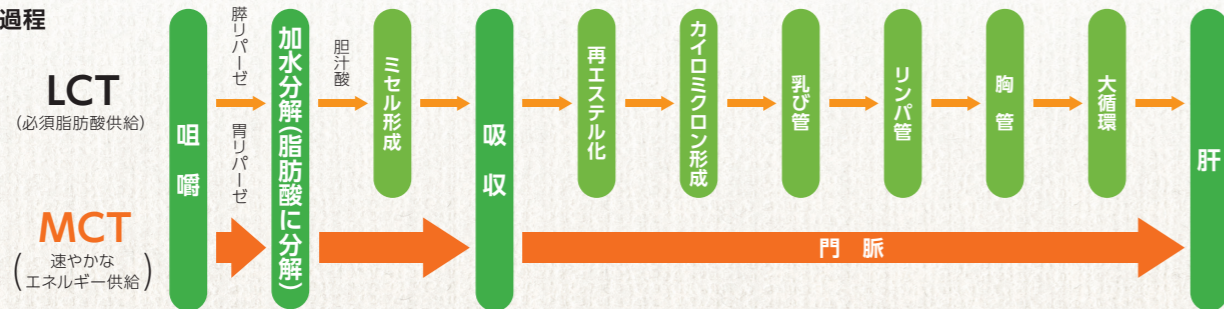 過程
LCT
(必須脂肪酸供給)
MCT
(速やかな
エネルギー供給)
咀嚼
膵リパーゼ
胃リパーゼ
加水分解(脂肪酸に分解)
胆汁酸
ミセル形成
吸収
再エステル化
カイロミクロン形成
乳び管
リンパ管
胸管
大循環
門脈
肝